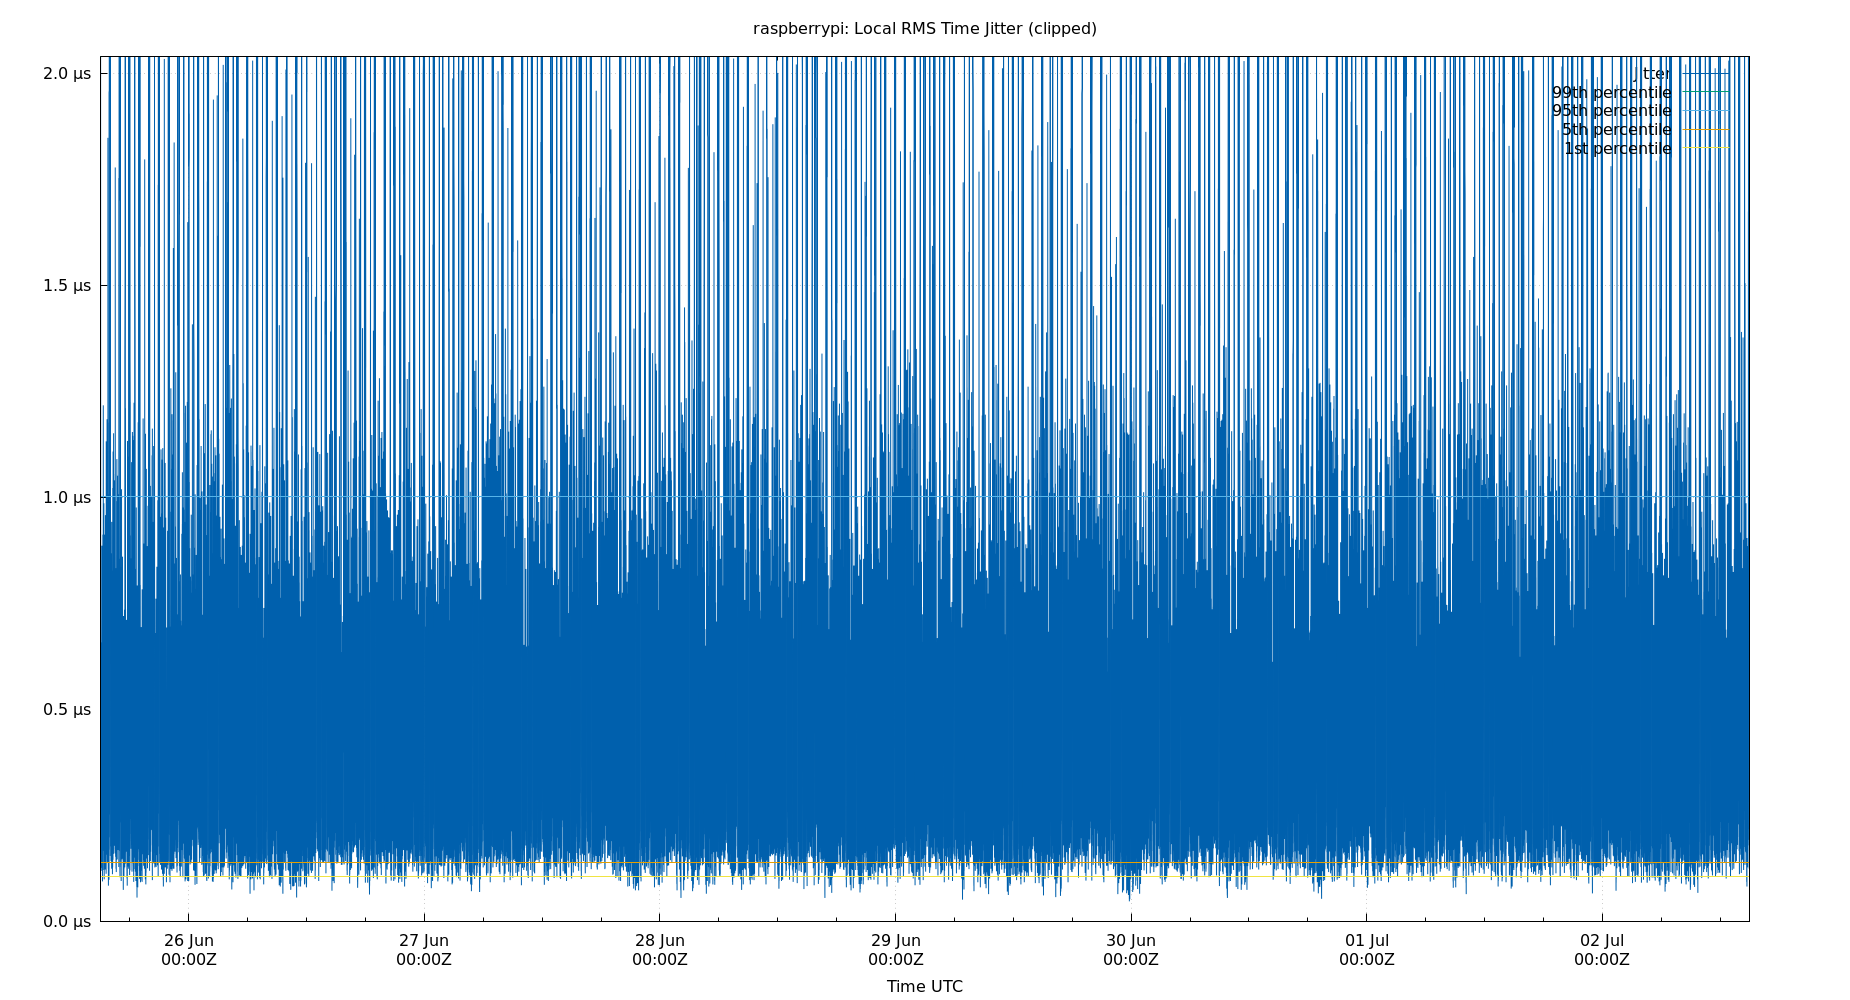 raspberrypi: Local RMS Time Jitter (clipped)
2.0 µs
1.5 µs
1.0 µs
0.5 µs
0.0 µs
jitter
99th percentile
95th percentile
5th percentile
1st percentile
26 Jun 27 Jun 28 Jun 29 Jun 30 Jun 01 Jul 02 Jul
00:00Z 00:00Z 00:00Z 00:00Z 00:00Z 00:00Z 00:00Z
Time UTC